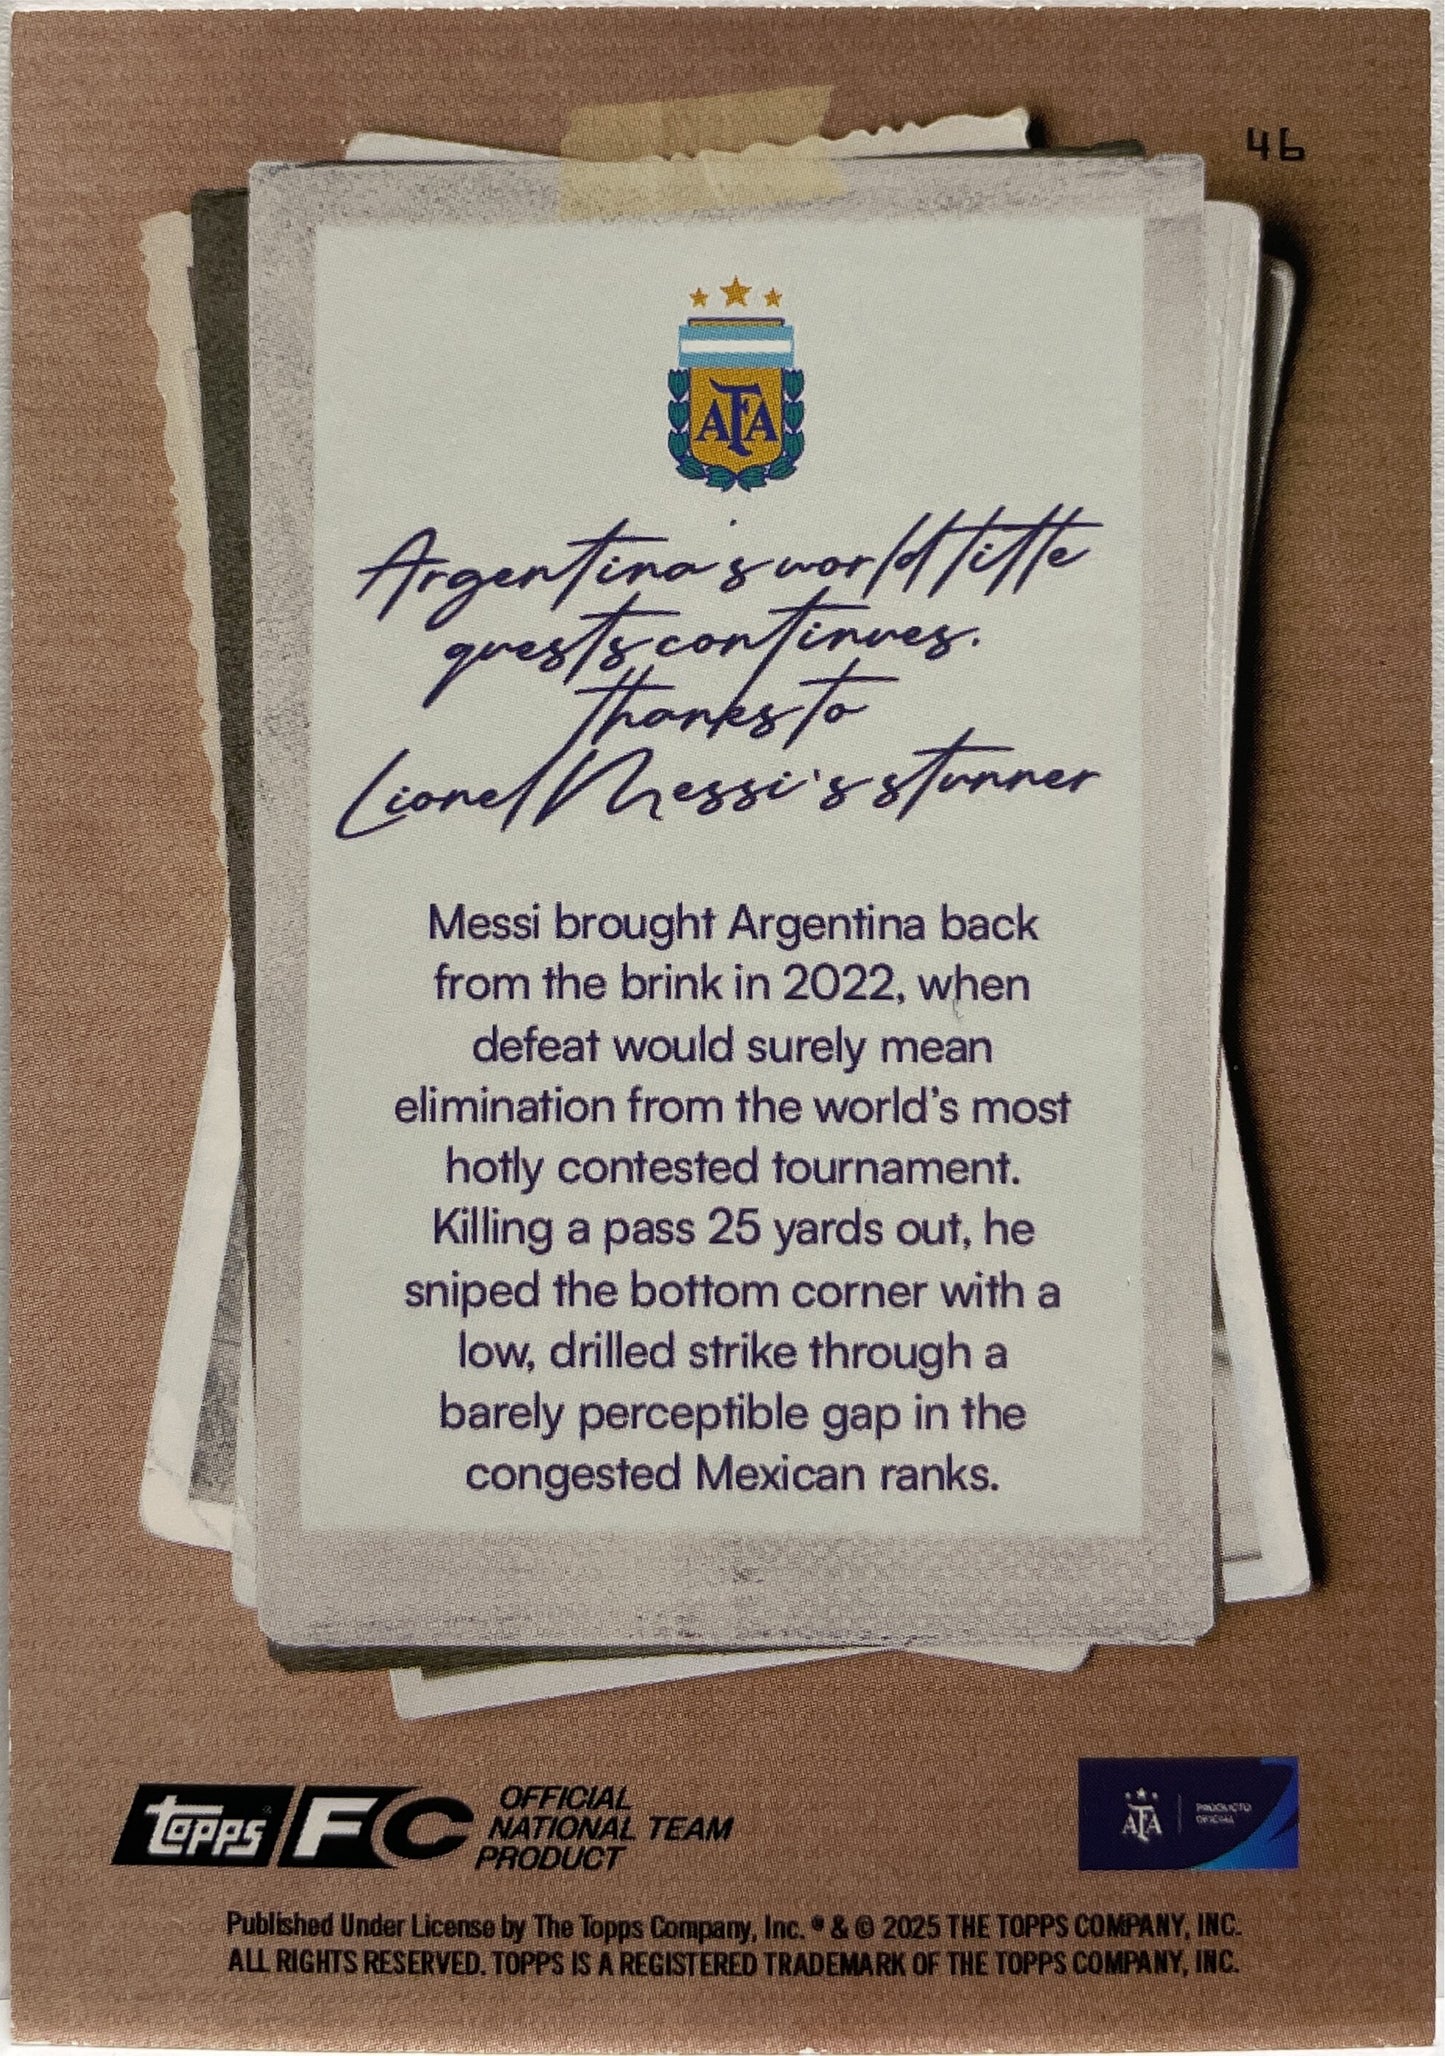 46
AFA
Argentina's world title
quests continues.
thanks to
Lionel Messi's stunner
Messi brought Argentina back
from the brink in 2022, when
defeat would surely mean
elimination from the world's most
hotly contested tournament.
Killing a pass 25 yards out, he
sniped the bottom corner with a
low, drilled strike through a
barely perceptible gap in the
congested Mexican ranks.
topps FC OFFICIAL
NATIONAL TEAM
PRODUCT
AFA PRODUCTO
OFICIAL
Published Under License by The Topps Company, Inc. ® & © 2025 THE TOPPS COMPANY, INC.
ALL RIGHTS RESERVED. TOPPS IS A REGISTERED TRADEMARK OF THE TOPPS COMPANY, INC.